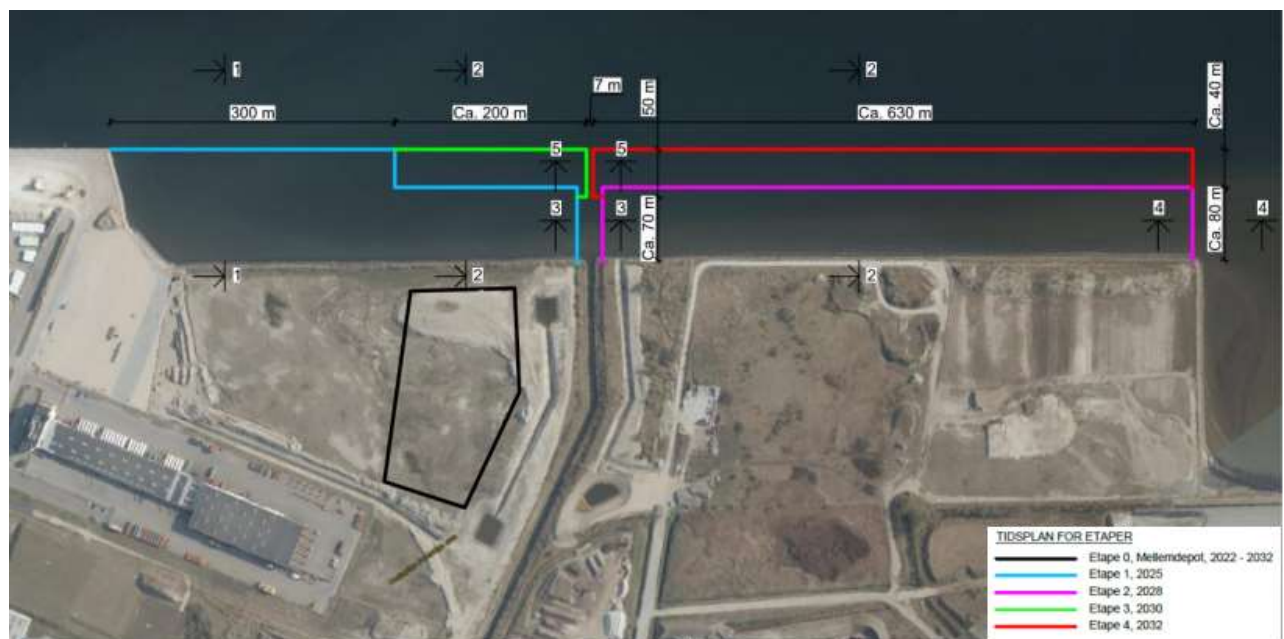 1
2
2
300 m
Ca. 200 m
7 m
50 m
Ca. 630 m
Ca. 40 m
5
5
3
3
Ca. 70 m
4
4
Ca. 80 m
1
2
2
TIDSPLAN FOR ETAPER
Etape 0, Mellemdepot, 2022 - 2032
Etape 1, 2025
Etape 2, 2028
Etape 3, 2030
Etape 4, 2032